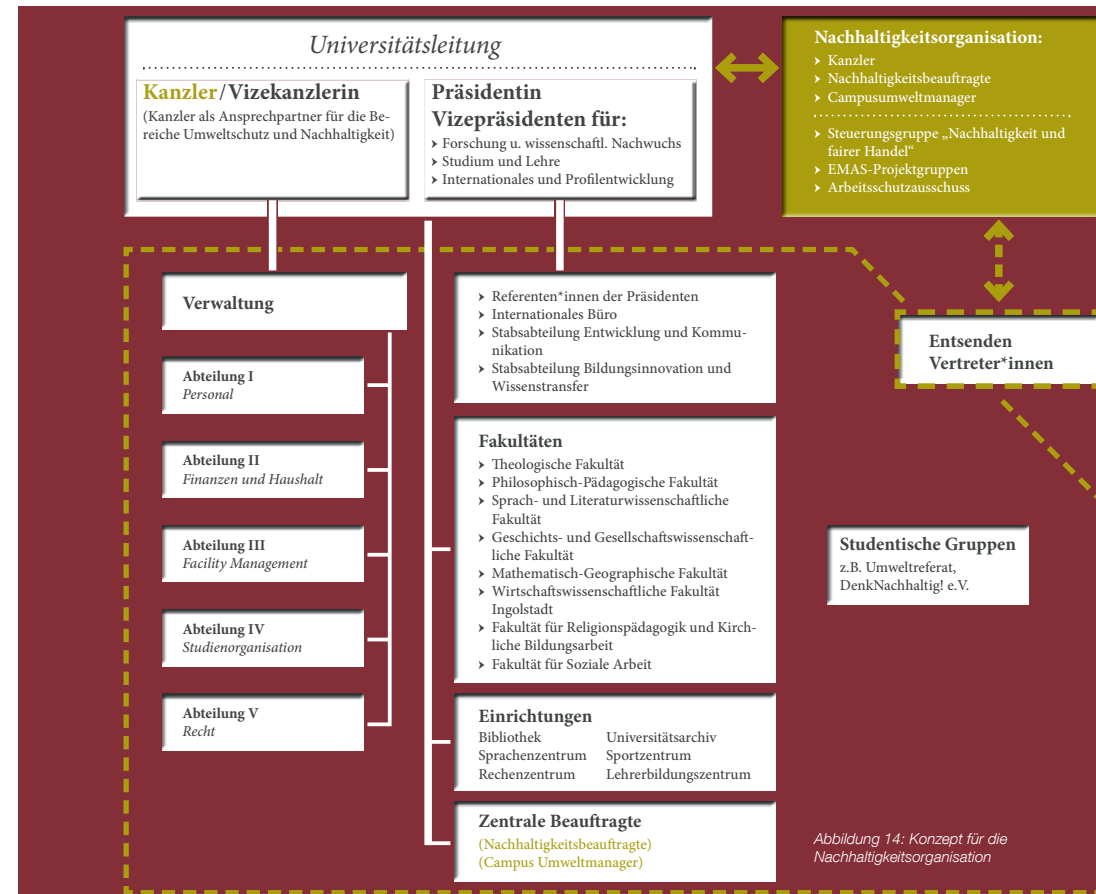 Universitätsleitung
Kanzler/Vizekanzlerin
(Kanzler als Ansprechpartner für die Be-
reiche Umweltschutz und Nachhaltigkeit)
Präsidentin
Vizepräsidenten für:
› Forschung u. wissenschaftl. Nachwuchs
› Studium und Lehre
› Internationales und Profilentwicklung
Nachhaltigkeitsorganisation:
› Kanzler
› Nachhaltigkeitsbeauftragte
› Campusumweltmanager
› Steuerungsgruppe „Nachhaltigkeit und
fairer Handel“
› EMAS-Projektgruppen
› Arbeitsschutzausschuss
Verwaltung
Abteilung I
Personal
Abteilung II
Finanzen und Haushalt
Abteilung III
Facility Management
Abteilung IV
Studienorganisation
Abteilung V
Recht
› Referenten*innen der Präsidenten
› Internationales Büro
› Stabsabteilung Entwicklung und Kommu-
nikation
› Stabsabteilung Bildungsinnovation und
Wissenstransfer
Fakultäten
› Theologische Fakultät
› Philosophisch-Pädagogische Fakultät
› Sprach- und Literaturwissenschaftliche
Fakultät
› Geschichts- und Gesellschaftswissenschaft-
liche Fakultät
› Mathematisch-Geographische Fakultät
› Wirtschaftswissenschaftliche Fakultät
Ingolstadt
› Fakultät für Religionspädagogik und Kirch-
liche Bildungsarbeit
› Fakultät für Soziale Arbeit
Einrichtungen
Bibliothek Universitätsarchiv
Sprachenzentrum Sportzentrum
Rechenzentrum Lehrerbildungszentrum
Zentrale Beauftragte
(Nachhaltigkeitsbeauftragte)
(Campus Umweltmanager)
Entsenden
Vertreter*innen
Studentische Gruppen
z.B. Umweltreferat,
DenkNachhaltig! e.V.
Abbildung 14: Konzept für die
Nachhaltigkeitsorganisation